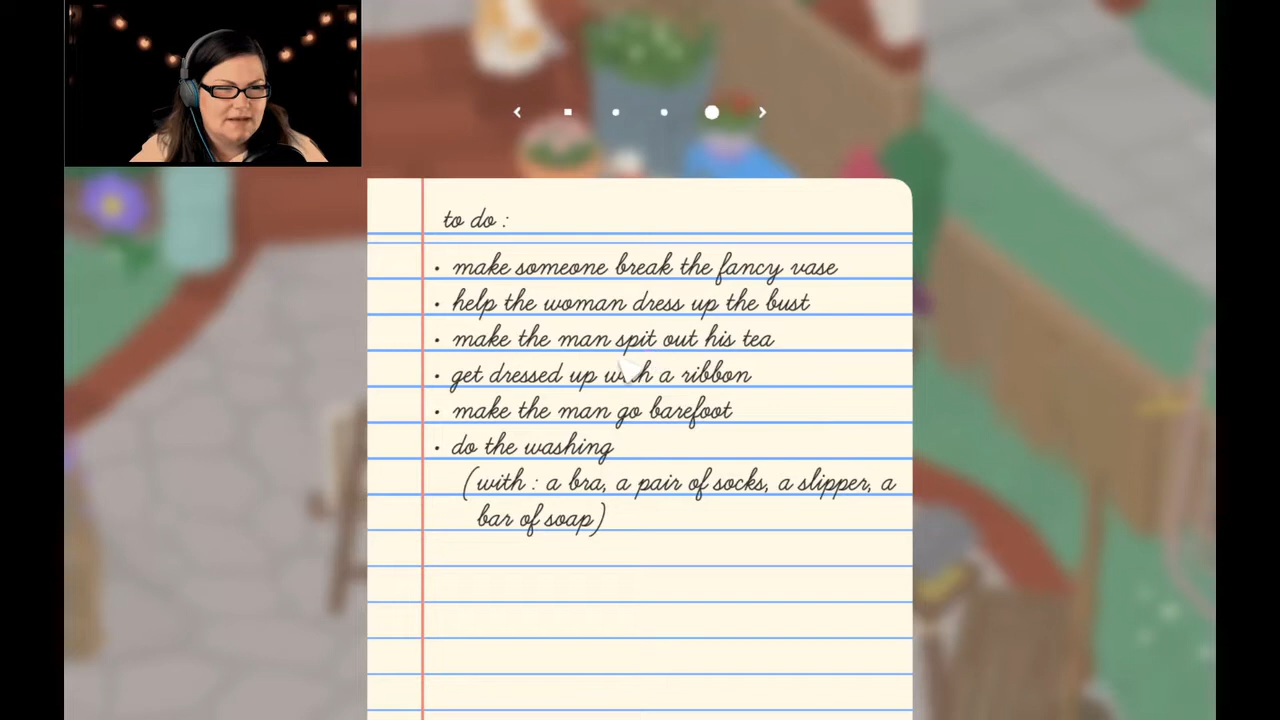 to do :
• make someone break the fancy vase
• help the woman dress up the bust
• make the man spit out his tea
• get dressed up with a ribbon
• make the man go barefoot
• do the washing
(with : a bra, a pair of socks, a slipper, a
bar of soap)